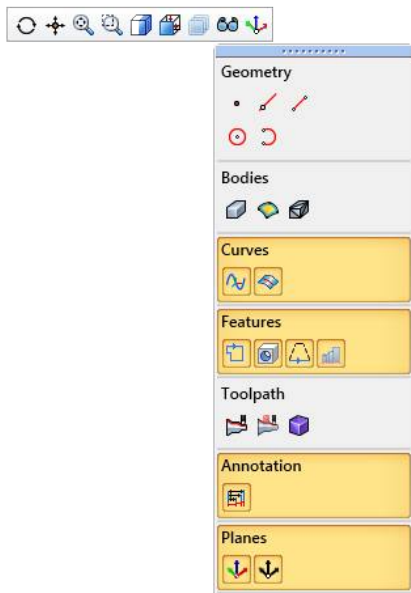 Geometry
Bodies
Curves
Features
Toolpath
Annotation
Planes